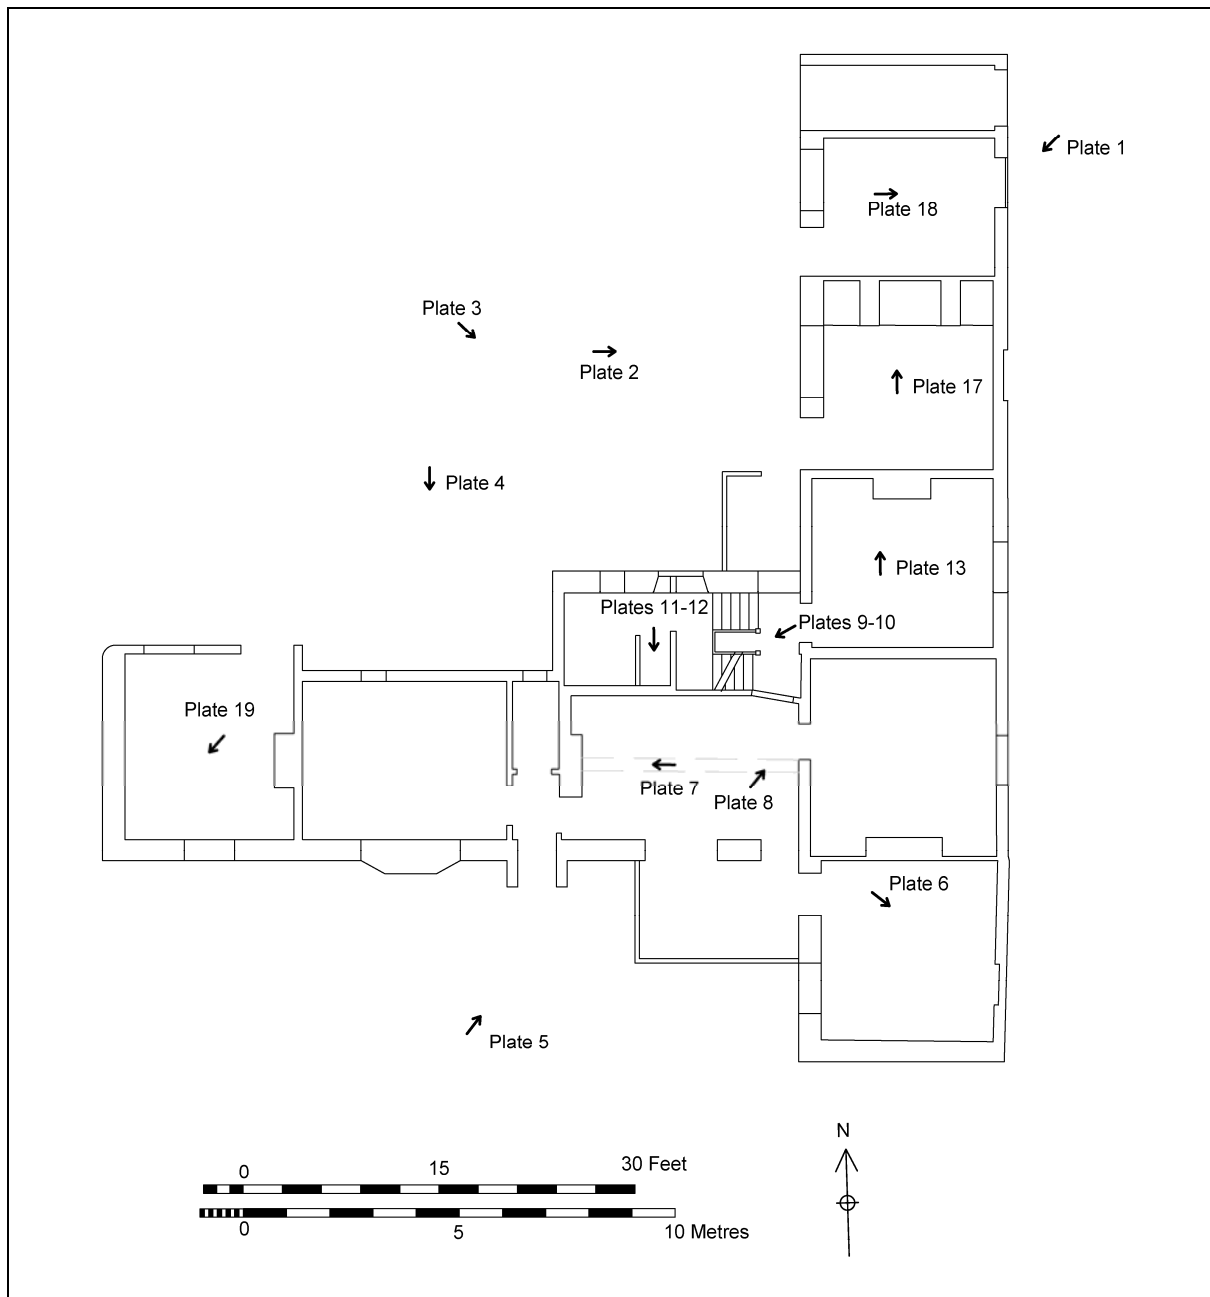 Plate 1
Plate 18
Plate 3
Plate 2
Plate 17
Plate 4
Plate 13
Plates 11-12
Plates 9-10
Plate 19
Plate 7
Plate 8
Plate 6
Plate 5
N
0 15 30 Feet
0 5 10 Metres